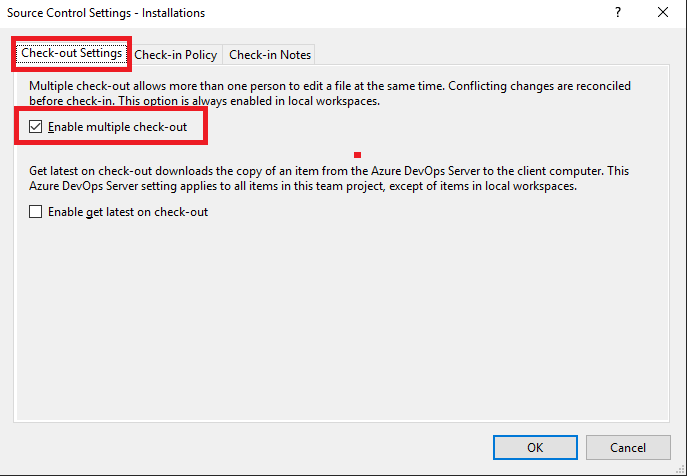 Source Control Settings - Installations
?
Check-out Settings
Check-in Policy
Check-in Notes
Multiple check-out allows more than one person to edit a file at the same time. Conflicting changes are reconciled
before check-in. This option is always enabled in local workspaces.
Enable multiple check-out
Get latest on check-out downloads the copy of an item from the Azure DevOps Server to the client computer. This
Azure DevOps Server setting applies to all items in this team project, except of items in local workspaces.
Enable get latest on check-out
OK
Cancel